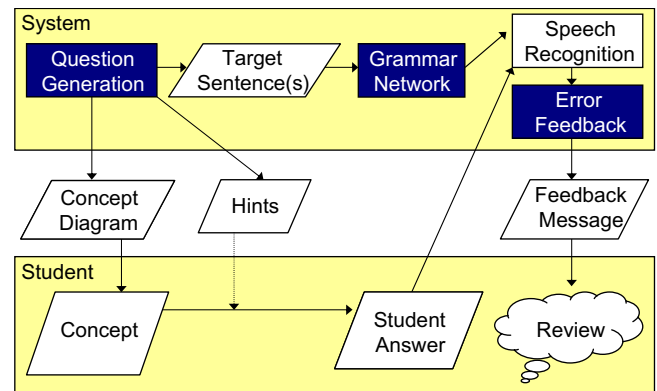 System
Question
Generation
Target
Sentence(s)
Grammar
Network
Speech
Recognition
Error
Feedback
Concept
Diagram
Hints
Feedback
Message
Student
Concept
Student
Answer
Review